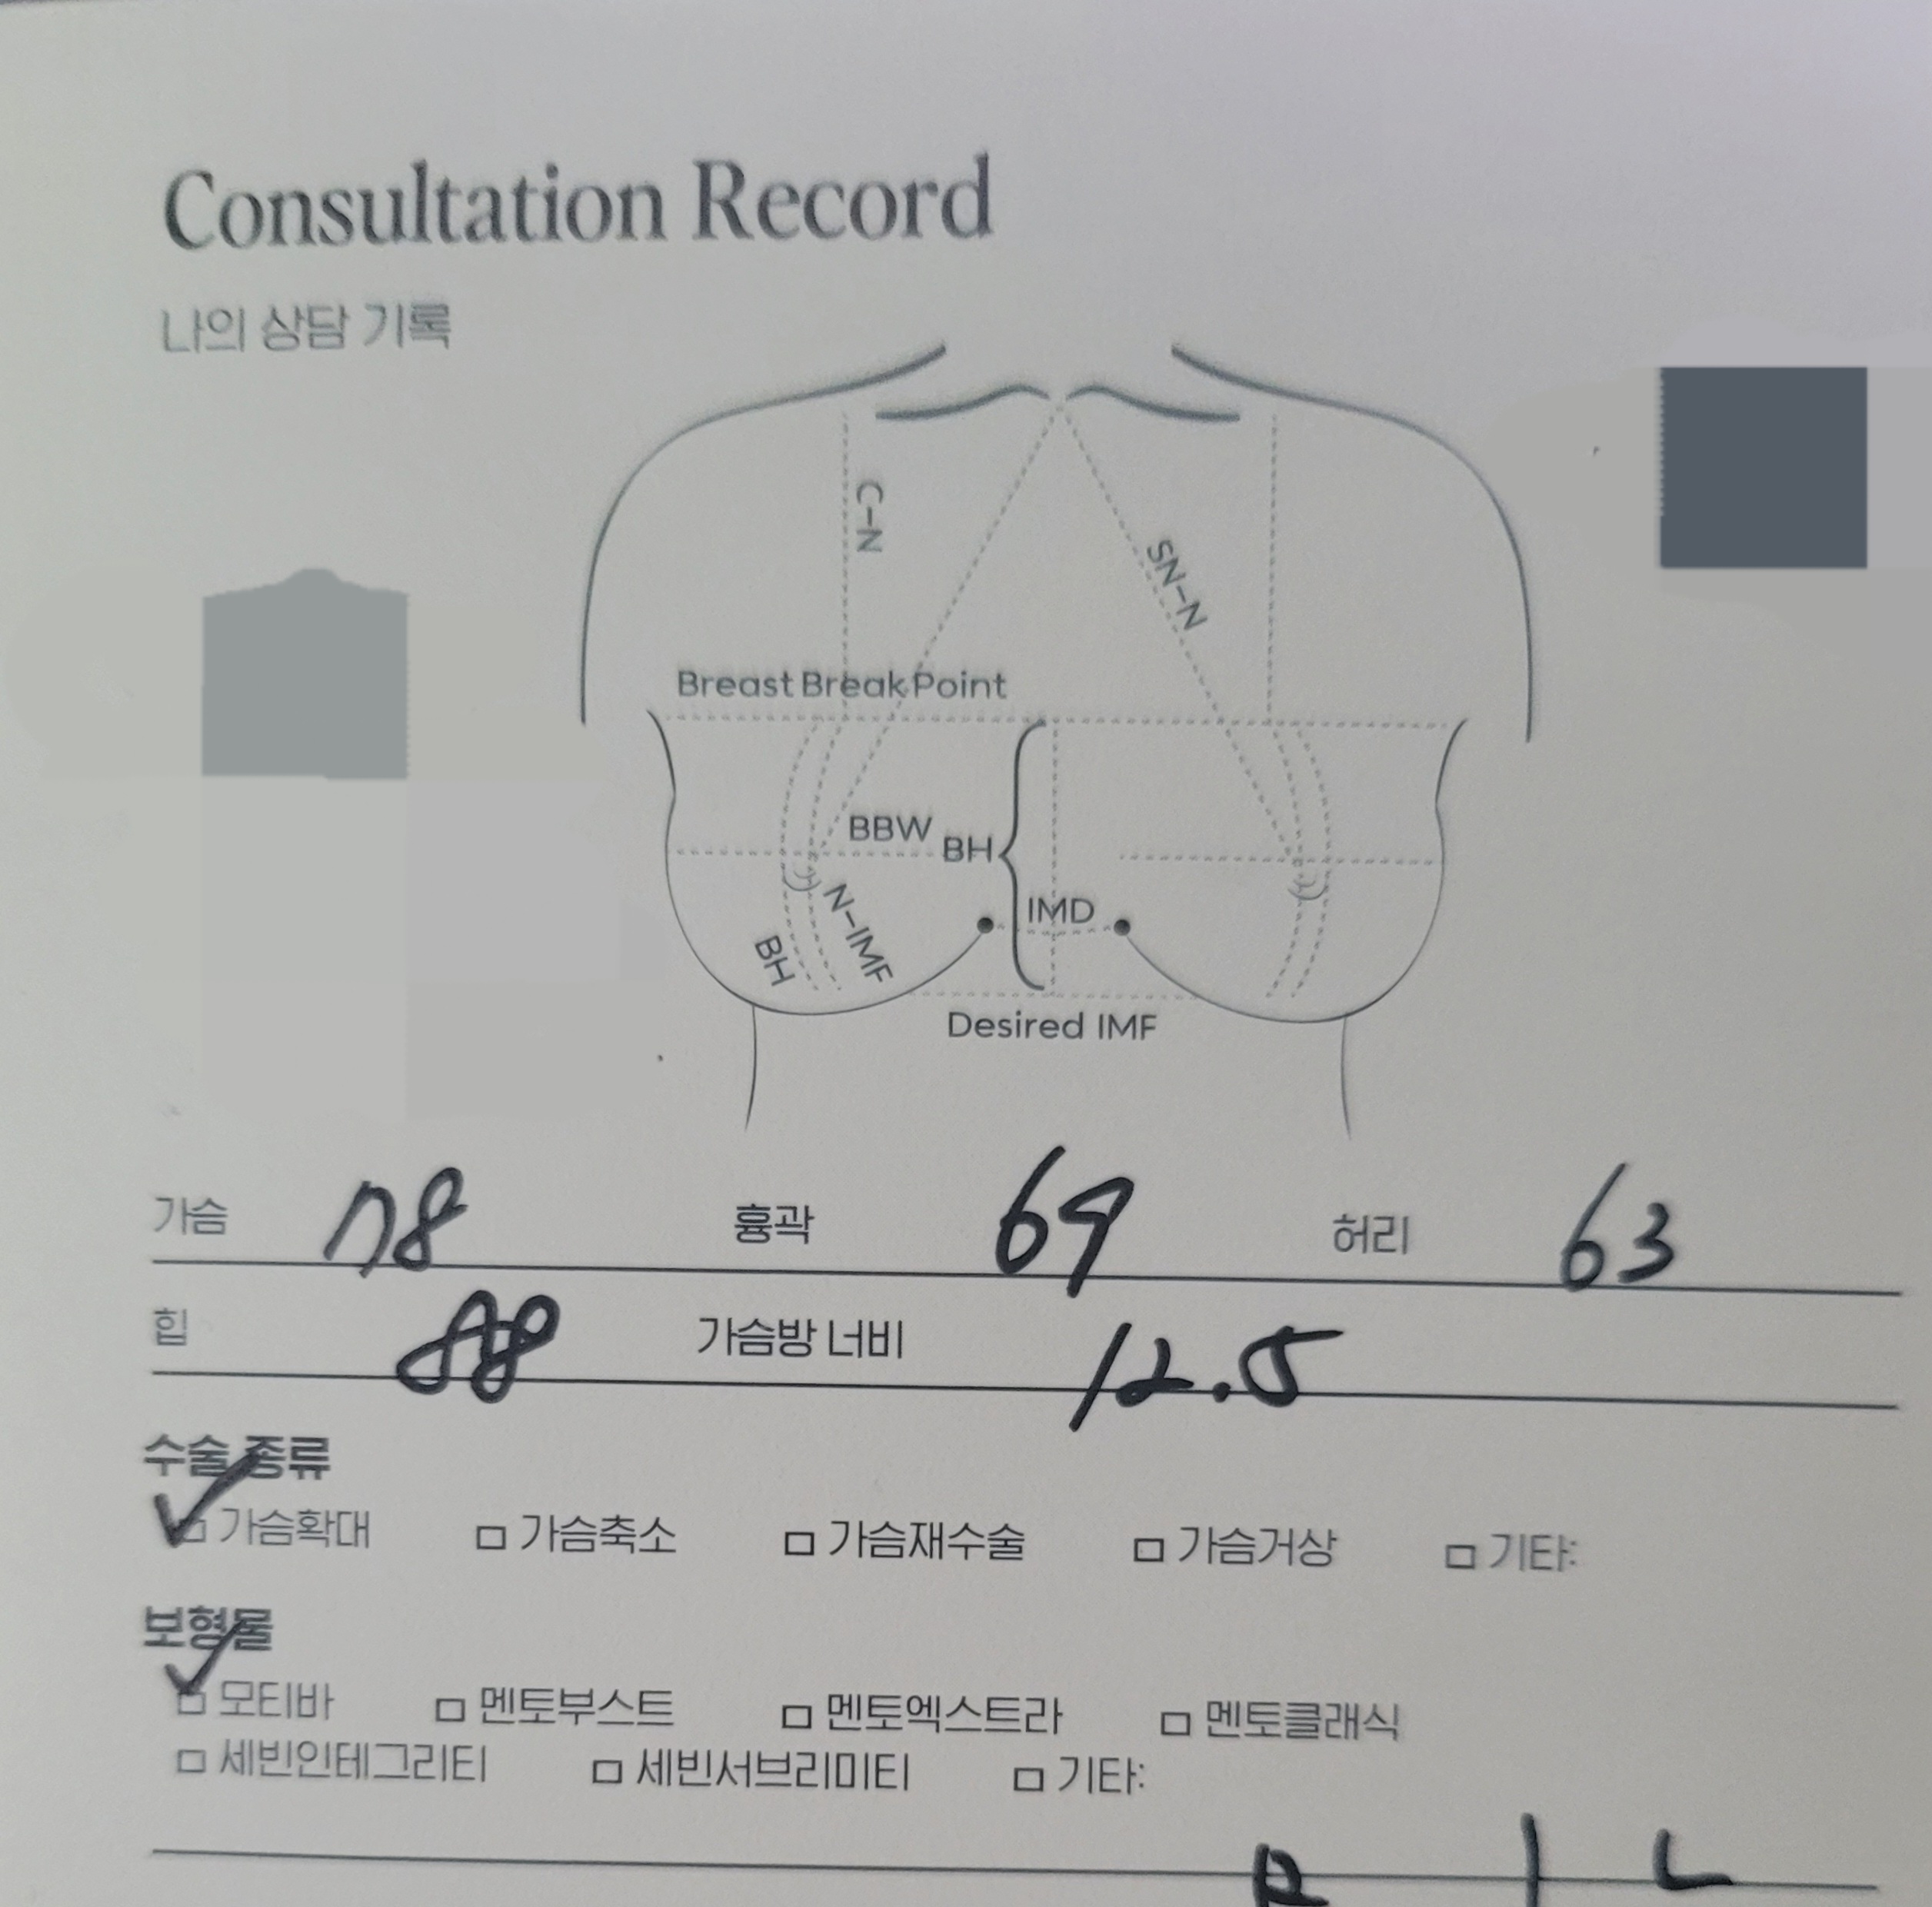 Consultation Record
나의 상담 기록
C-N
SN-N
Breast Break Point
BBW
BH
IMD
N-IMF
BH
Desired IMF
가슴 78 흉곽 69 허리 63
힙 88 가슴방 너비 12.5
수술 종류
가슴확대 가슴축소 가슴재수술 가슴거상 기타:
보형물
모티바 멘토부스트 멘토엑스트라 멘토클래식
세빈인테그리티 세빈서브리미티 기타:
R | L